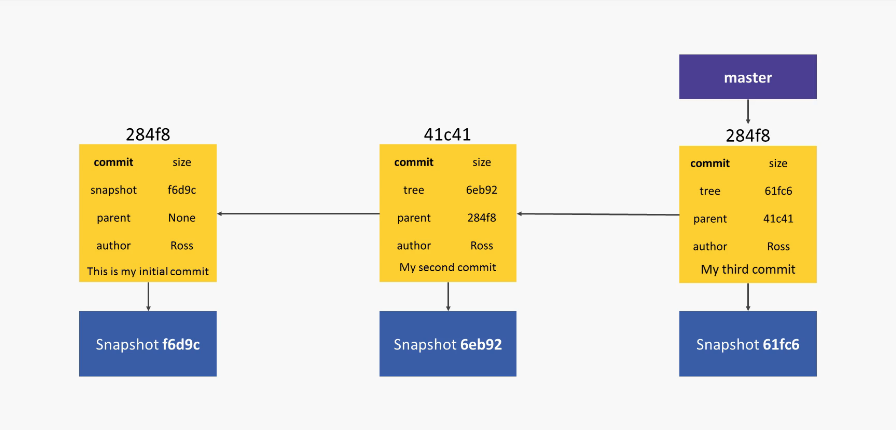 master
284f8
commit size
snapshot f6d9c
parent None
author Ross
This is my initial commit
Snapshot f6d9c
41c41
commit size
tree 6eb92
parent 284f8
author Ross
My second commit
Snapshot 6eb92
284f8
commit size
tree 61fc6
parent 41c41
author Ross
My third commit
Snapshot 61fc6